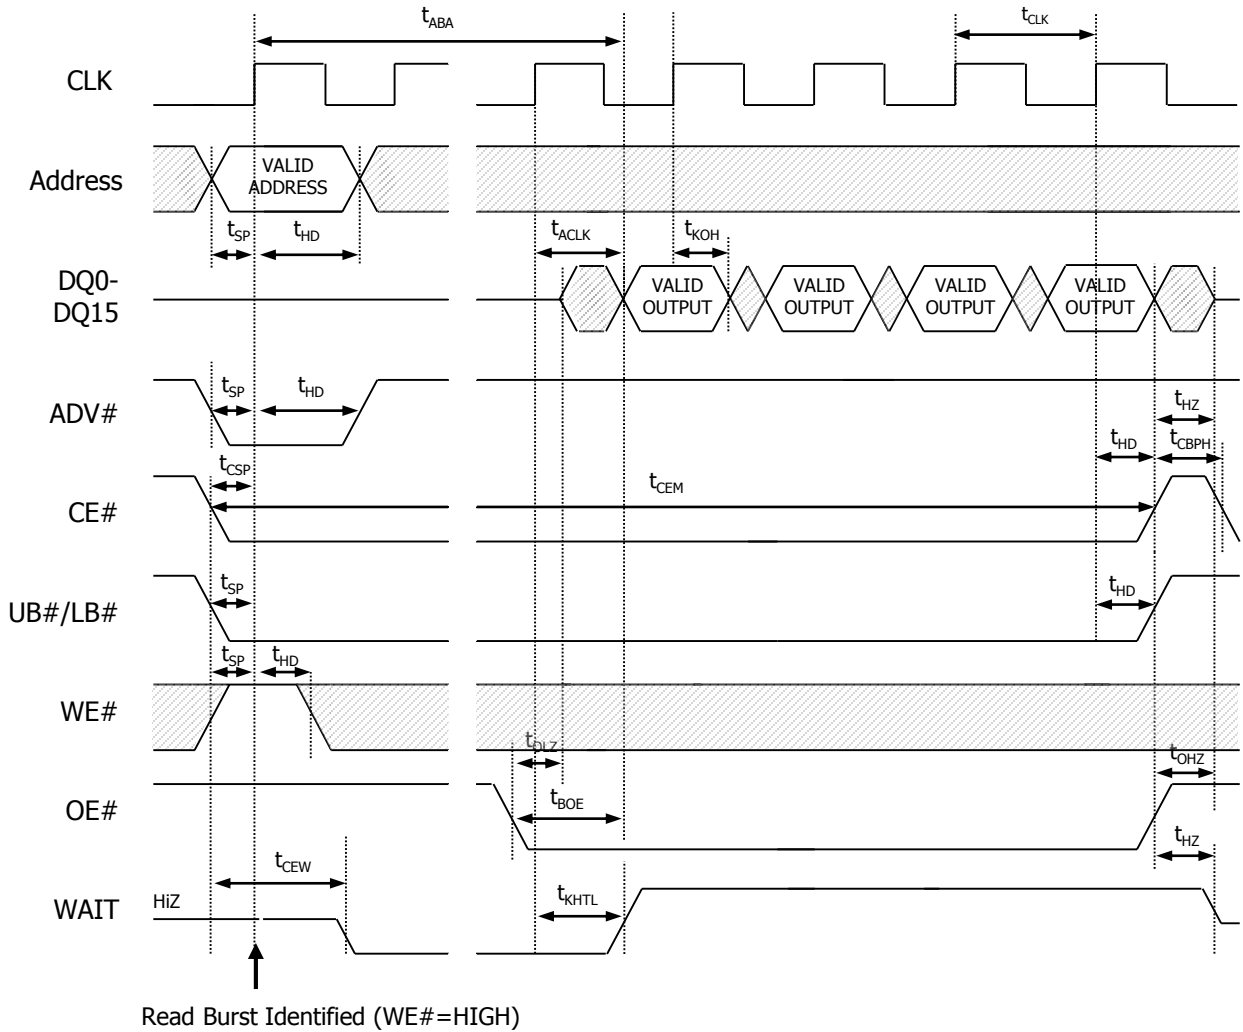 tABA
tCLK
CLK
Address
VALID
ADDRESS
tSP
tHD
tACLK
tKOH
DQ0-
DQ15
VALID
OUTPUT
VALID
OUTPUT
VALID
OUTPUT
VALID
OUTPUT
ADV#
tSP
tHD
tHZ
tHD
tCBPH
CE#
tCSP
tCEM
UB#/LB#
tSP
tHD
tSP
tHD
WE#
tOLZ
tOHZ
OE#
tBOE
tHZ
tCEW
WAIT
HiZ
tKHTL
Read Burst Identified (WE#=HIGH)